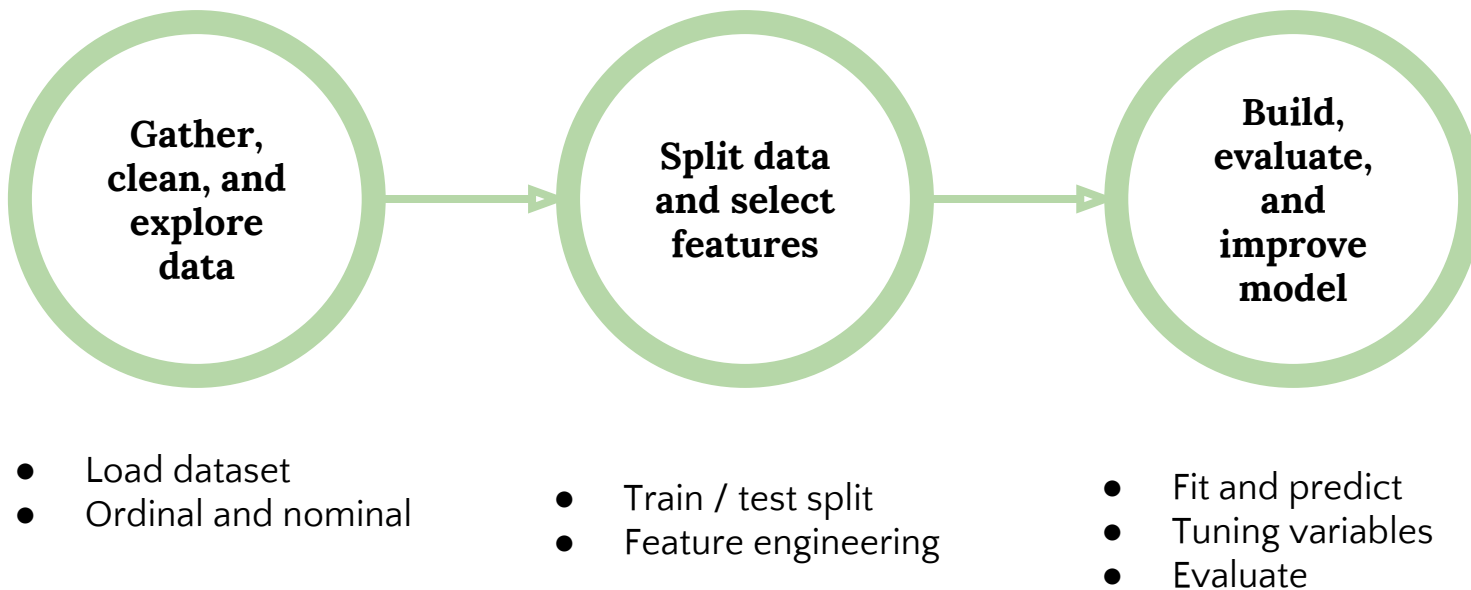 Gather,
clean, and
explore
data
Split data
and select
features
Build,
evaluate,
and
improve
model
● Load dataset
● Ordinal and nominal
● Train / test split
● Feature engineering
● Fit and predict
● Tuning variables
● Evaluate